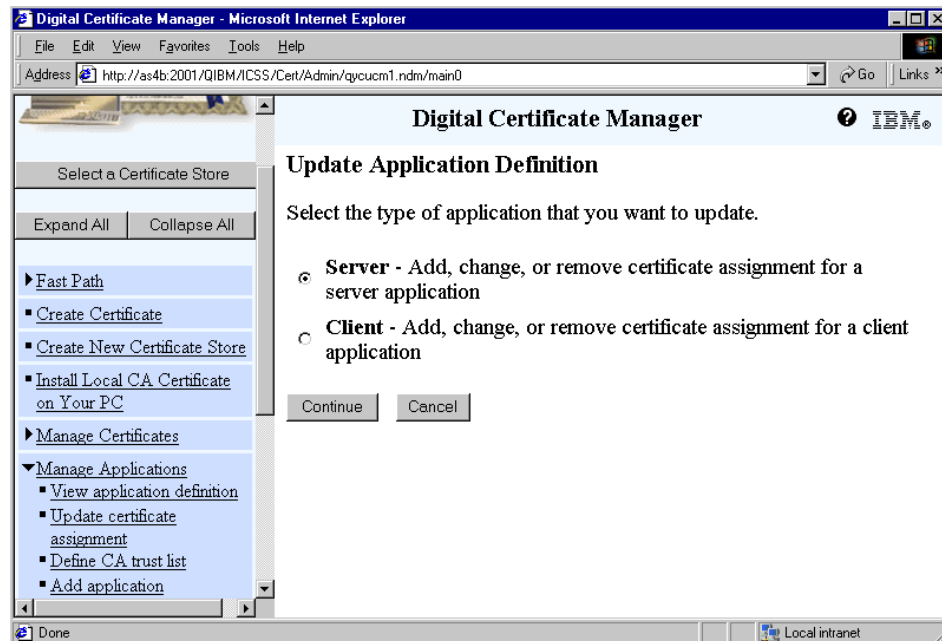 Digital Certificate Manager - Microsoft Internet Explorer
File Edit View Favorites Tools Help
Address http://as4b:2001/QIBM/ICSS/Cert/Admin/qycucm1.ndm/main0 Go Links »
Select a Certificate Store
Expand All Collapse All
Fast Path
Create Certificate
Create New Certificate Store
Install Local CA Certificate
on Your PC
Manage Certificates
Manage Applications
View application definition
Update certificate
assignment
Define CA trust list
Add application
Digital Certificate Manager ? IBM®
Update Application Definition
Select the type of application that you want to update.
Server - Add, change, or remove certificate assignment for a
server application
Client - Add, change, or remove certificate assignment for a client
application
Continue Cancel
Done Local intranet